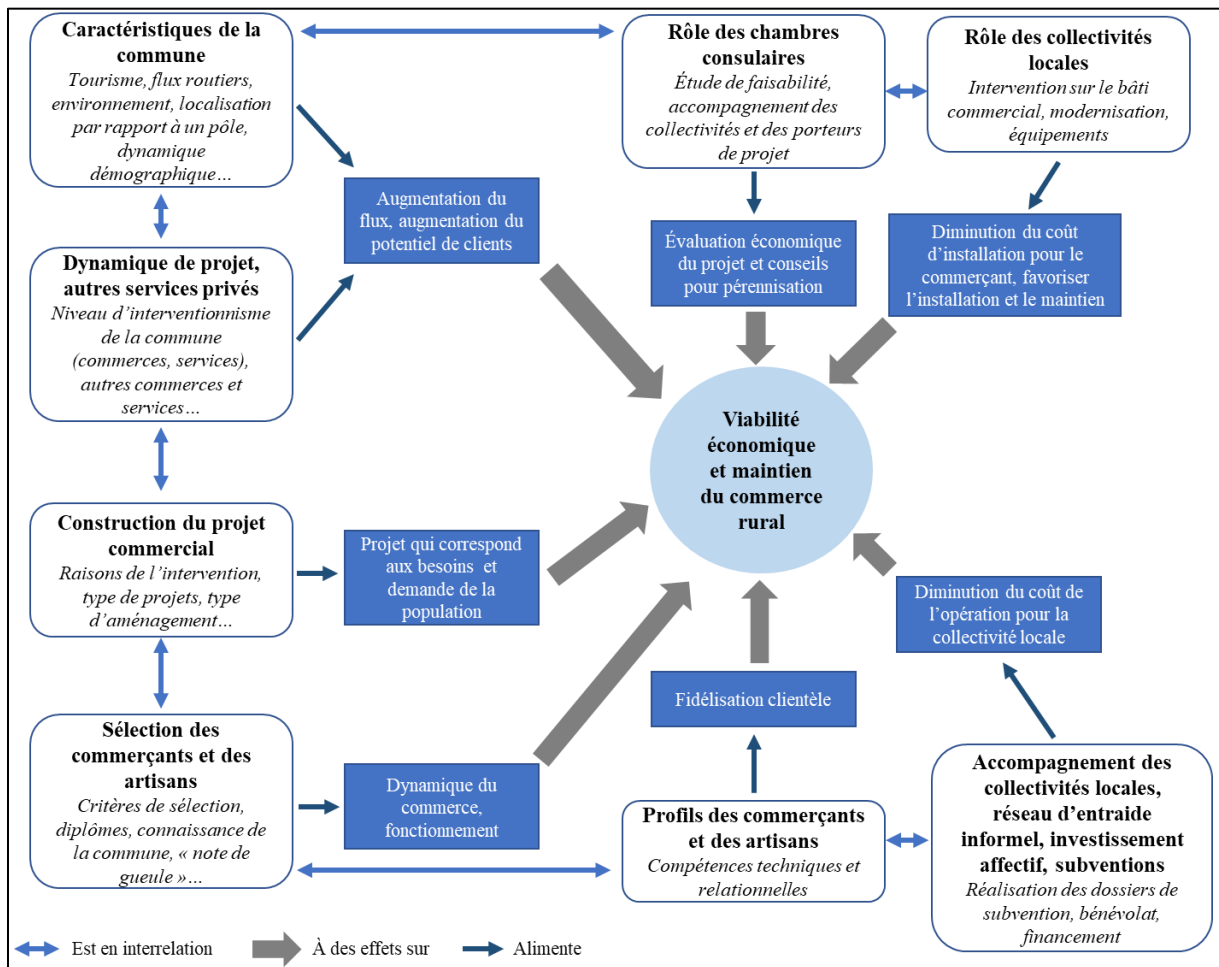 Caractéristiques de la
commune
Tourisme, flux routiers,
environnement, localisation
par rapport à un pôle,
dynamique
démographique…
Rôle des chambres
consulaires
Étude de faisabilité,
accompagnement des
collectivités et des porteurs
de projet
Rôle des collectivités
locales
Intervention sur le bâti
commercial, modernisation,
équipements
Augmentation du
flux, augmentation du
potentiel de clients
Évaluation économique
du projet et conseils
pour pérennisation
Diminution du coût
d’installation pour le
commerçant, favoriser
l’installation et le maintien
Dynamique de projet,
autres services privés
Niveau d’interventionnisme
de la commune
(commerces, services),
autres commerces et
services…
Viabilité
économique
et maintien
du commerce
rural
Construction du projet
commercial
Raisons de l’intervention,
type de projets, type
d’aménagement…
Projet qui correspond
aux besoins et
demande de la
population
Diminution du coût de
l’opération pour la
collectivité locale
Fidélisation clientèle
Sélection des
commerçants et des
artisans
Critères de sélection,
diplômes, connaissance de
la commune, « note de
gueule »…
Dynamique du
commerce,
fonctionnement
Profils des commerçants
et des artisans
Compétences techniques et
relationnelles
Accompagnement des
collectivités locales,
réseau d’entraide
informel, investissement
affectif, subventions
Réalisation des dossiers de
subvention, bénévolat,
financement
Est en interrelation
À des effets sur
Alimente